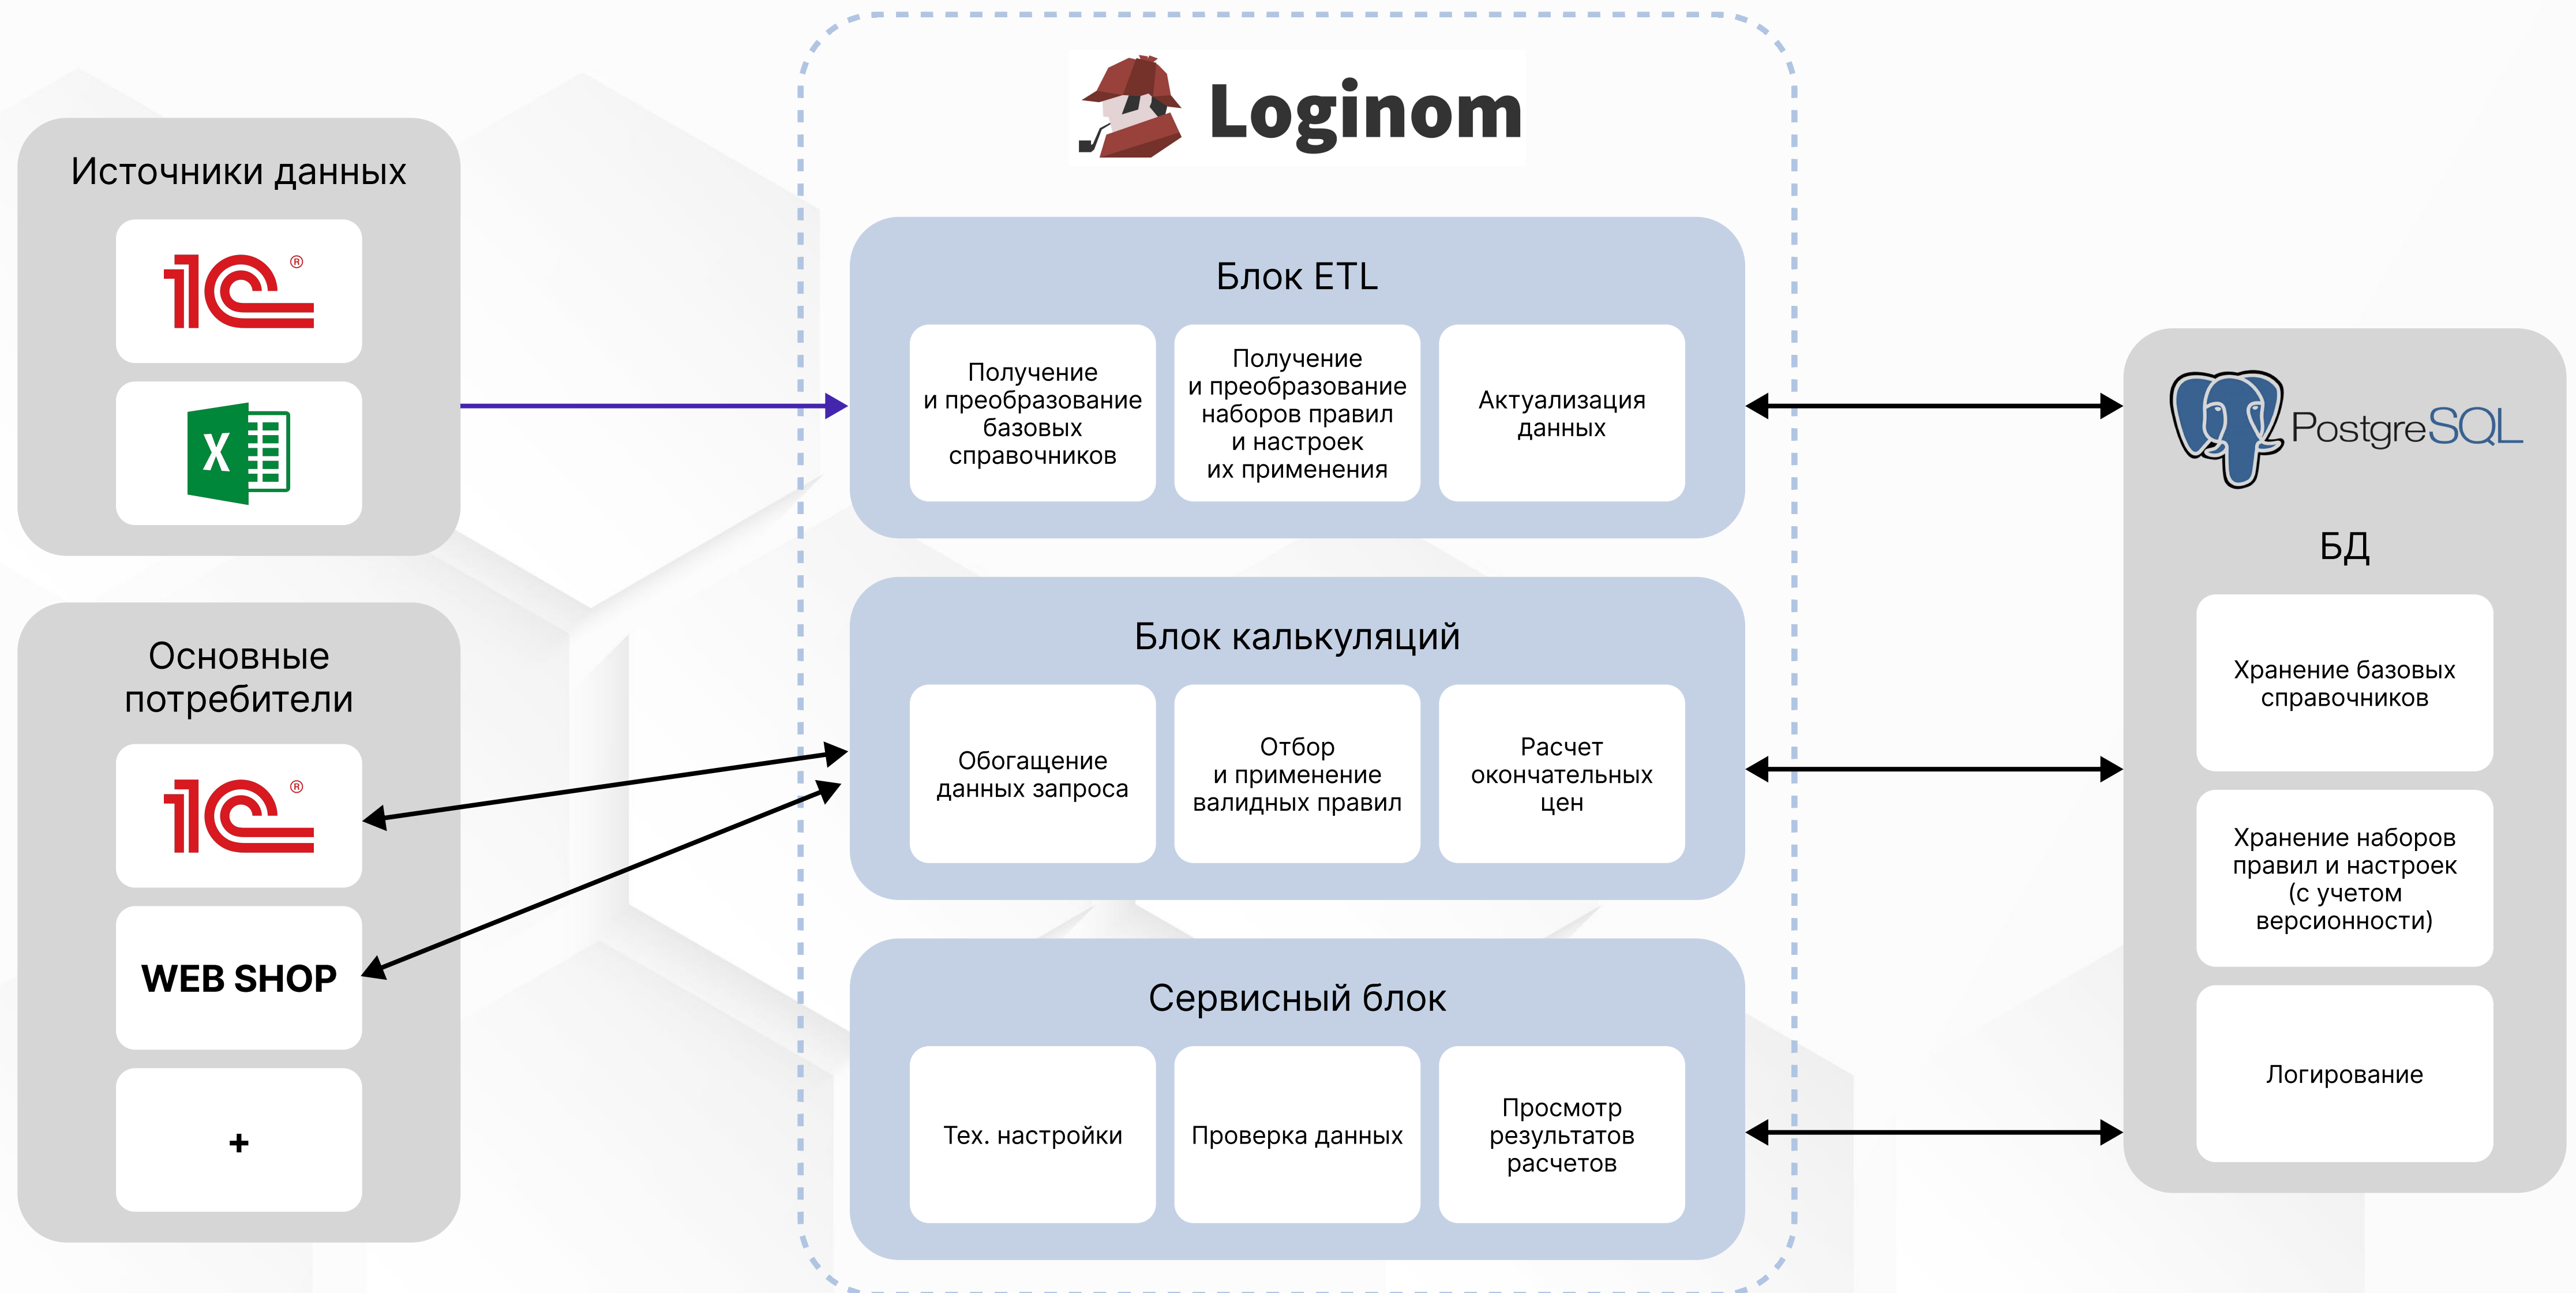 Loginom
Источники данных
1С®
X
Основные
потребители
1С®
WEB SHOP
+
Блок ETL
Получение
и преобразование
базовых
справочников
Получение
и преобразование
наборов правил
и настроек
их применения
Актуализация
данных
Блок калькуляций
Обогащение
данных запроса
Отбор
и применение
валидных правил
Расчет
окончательных
цен
Сервисный блок
Тех. настройки
Проверка данных
Просмотр
результатов
расчетов
PostgreSQL
БД
Хранение базовых
справочников
Хранение наборов
правил и настроек
(с учетом
версионности)
Логирование